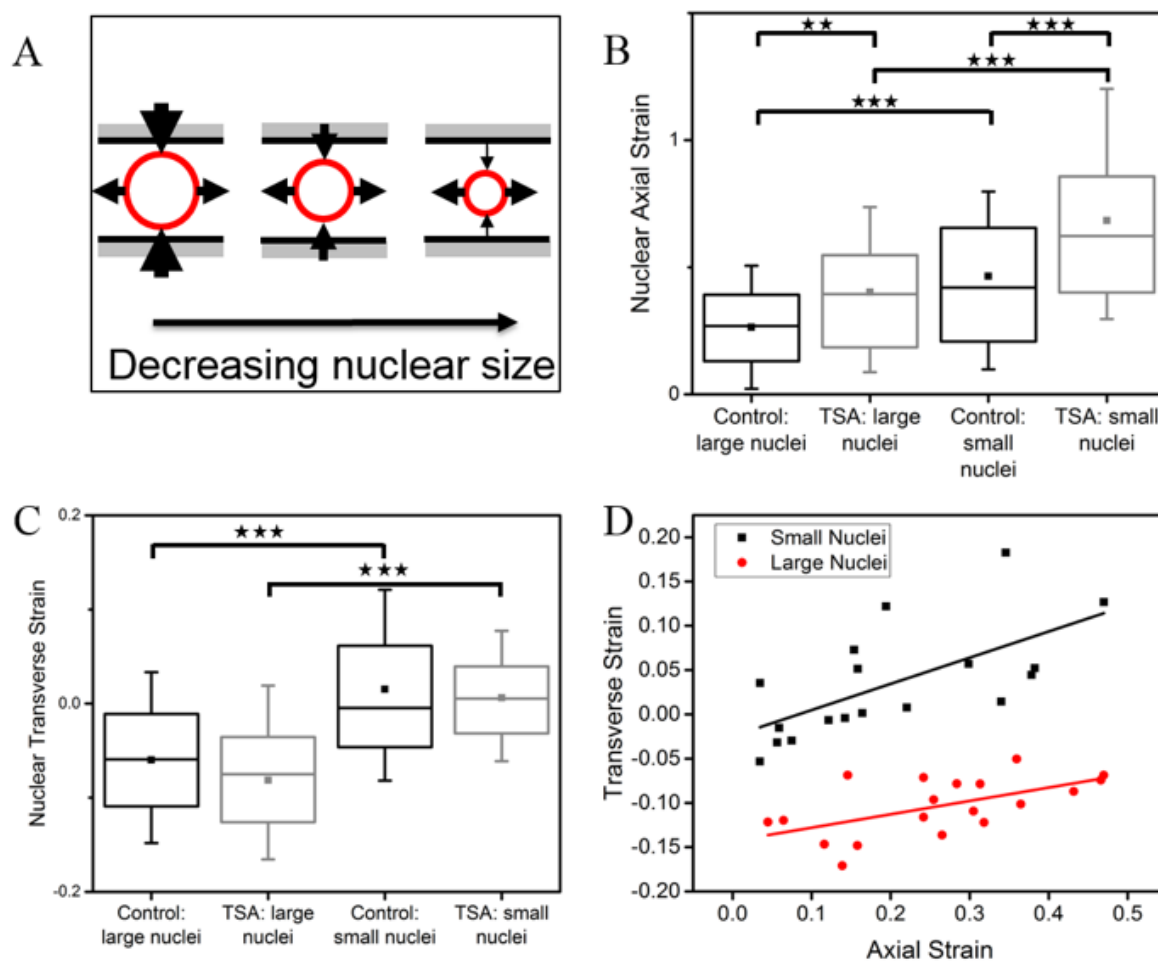 A
Decreasing nuclear size
B
★★
★★★
★★★
★★★
Nuclear Axial Strain
1
0
Control:
large nuclei
TSA: large
nuclei
Control:
small
nuclei
TSA: small
nuclei
C
★★★
★★★
Nuclear Transverse Strain
0.2
0.0
-0.2
Control:
large nuclei
TSA: large
nuclei
Control:
small nuclei
TSA: small
nuclei
D
Small Nuclei
Large Nuclei
Transverse Strain
0.20
0.15
0.10
0.05
0.00
-0.05
-0.10
-0.15
-0.20
0.0 0.1 0.2 0.3 0.4 0.5
Axial Strain